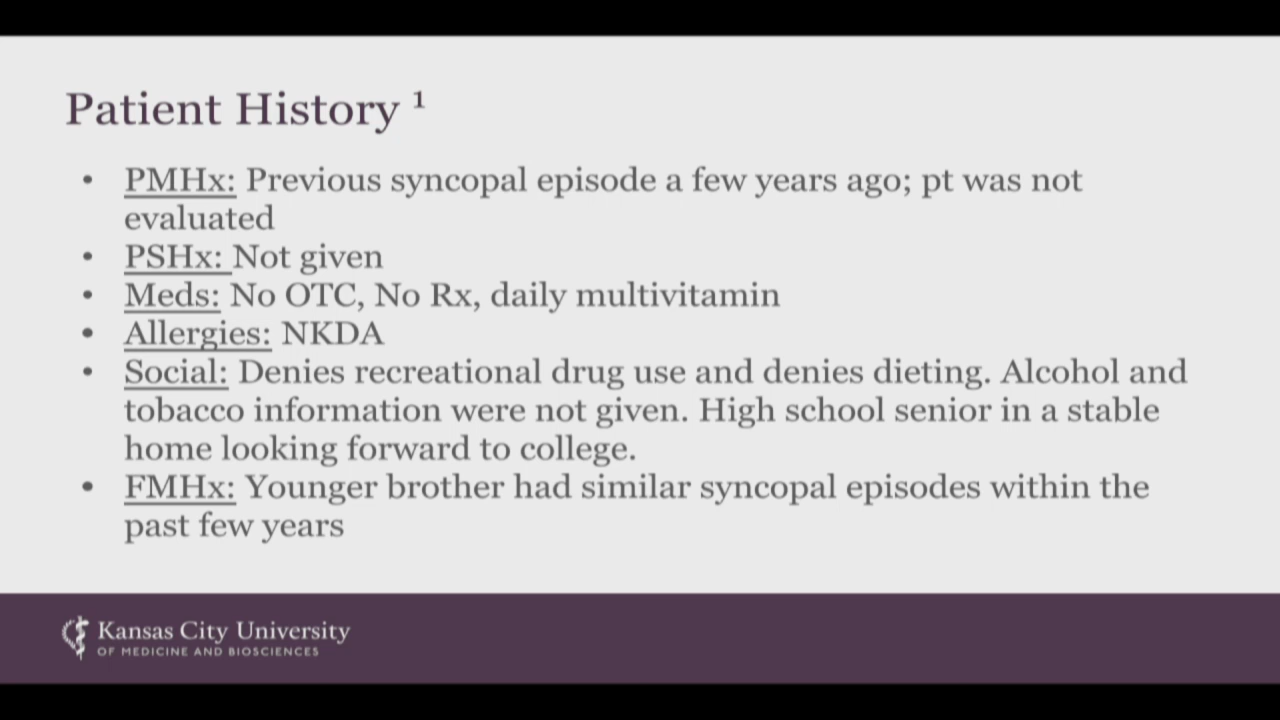 Patient History ¹
• PMHx: Previous syncopal episode a few years ago; pt was not
evaluated
• PSHx: Not given
• Meds: No OTC, No Rx, daily multivitamin
• Allergies: NKDA
• Social: Denies recreational drug use and denies dieting. Alcohol and
tobacco information were not given. High school senior in a stable
home looking forward to college.
• FMHx: Younger brother had similar syncopal episodes within the
past few years
Kansas City University
OF MEDICINE AND BIOSCIENCES